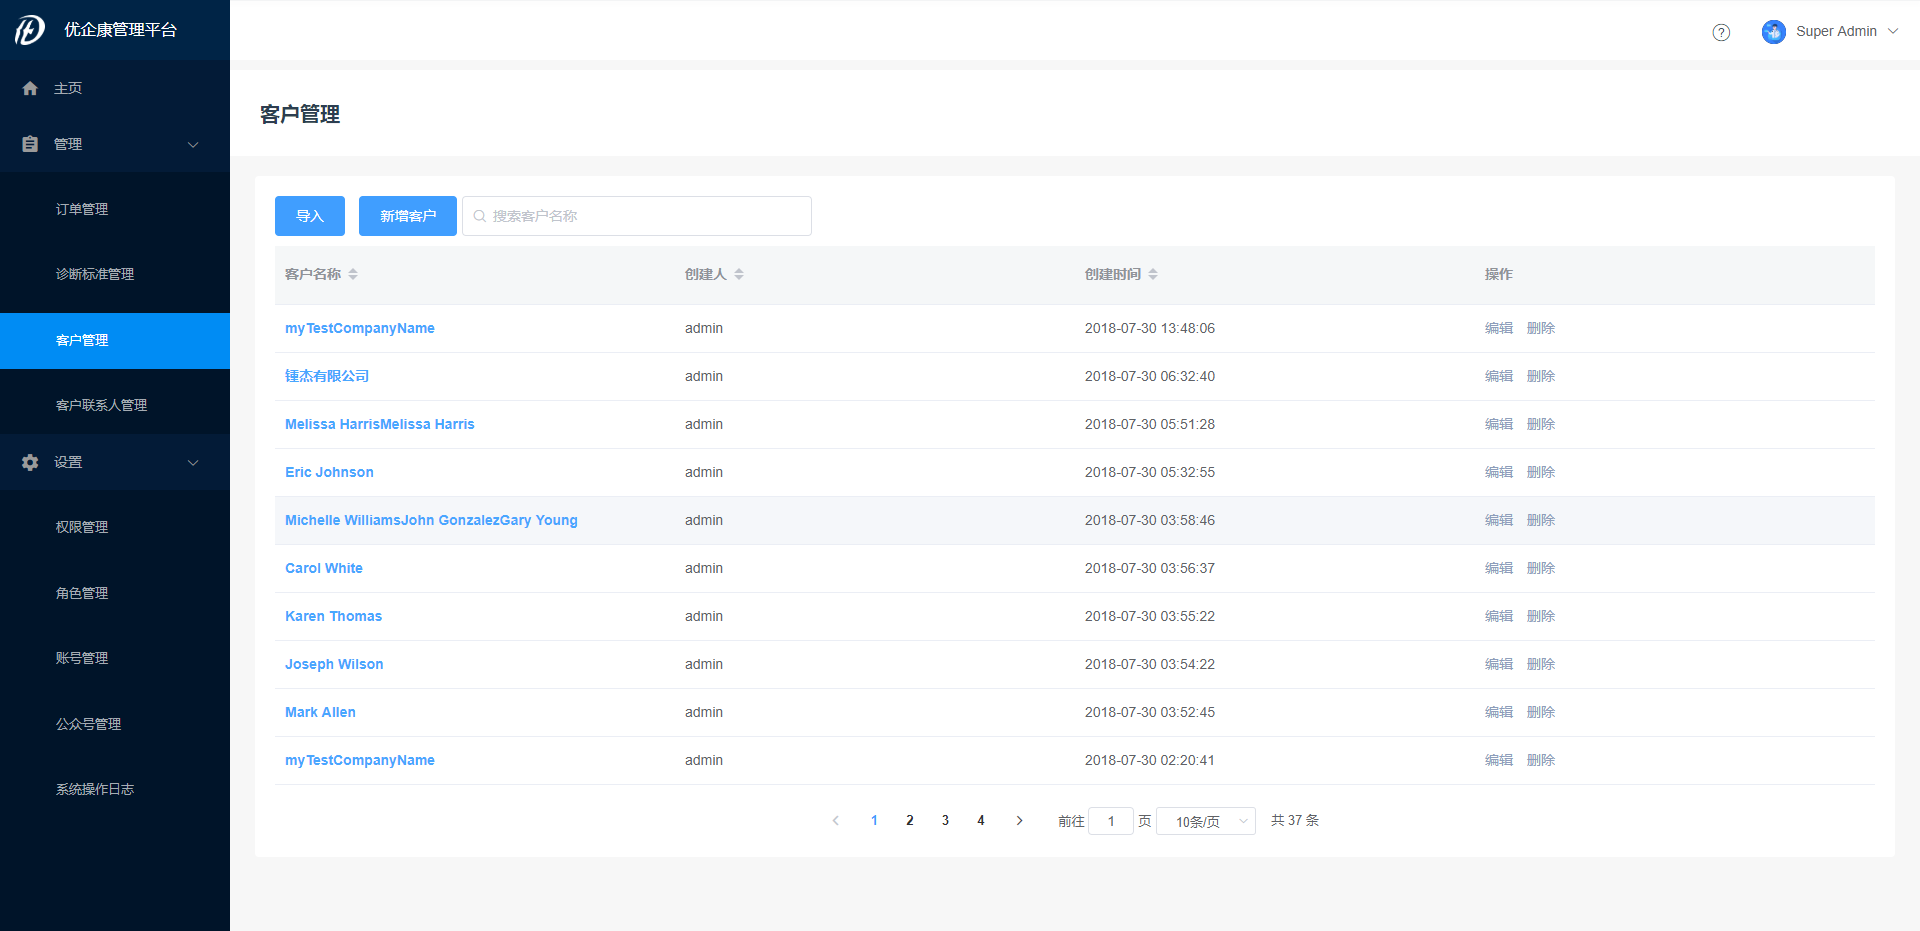 优企康管理平台
Super Admin
主页
管理
订单管理
诊断标准管理
客户管理
客户联系人管理
设置
权限管理
角色管理
账号管理
公众号管理
系统操作日志
客户管理
导入 新增客户 搜索客户名称
客户名称 创建人 创建时间 操作
myTestCompanyName admin 2018-07-30 13:48:06 编辑 删除
锺杰有限公司 admin 2018-07-30 06:32:40 编辑 删除
Melissa HarrisMelissa Harris admin 2018-07-30 05:51:28 编辑 删除
Eric Johnson admin 2018-07-30 05:32:55 编辑 删除
Michelle WilliamsJohn GonzalezGary Young admin 2018-07-30 03:58:46 编辑 删除
Carol White admin 2018-07-30 03:56:37 编辑 删除
Karen Thomas admin 2018-07-30 03:55:22 编辑 删除
Joseph Wilson admin 2018-07-30 03:54:22 编辑 删除
Mark Allen admin 2018-07-30 03:52:45 编辑 删除
myTestCompanyName admin 2018-07-30 02:20:41 编辑 删除
1 2 3 4 前往 1 页 10条/页 共 37 条